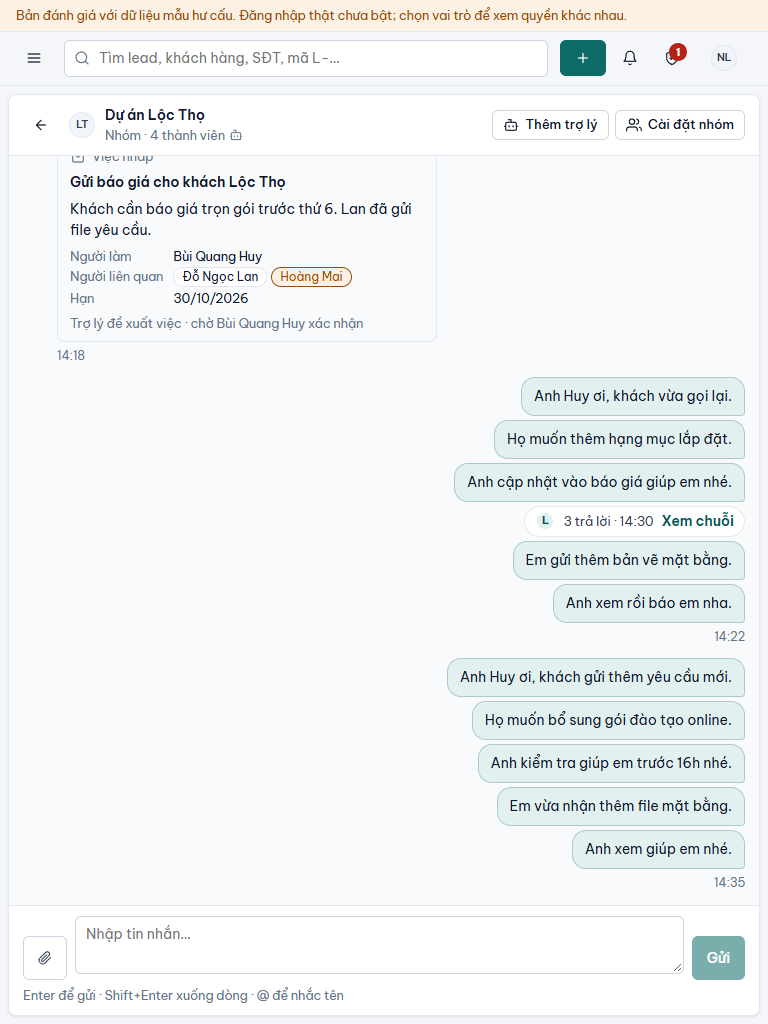 Bản đánh giá với dữ liệu mẫu hư cấu. Đăng nhập thật chưa bật; chọn vai trò để xem quyền khác nhau.
Tìm lead, khách hàng, SĐT, mã L-...
1
NL
LT
Dự án Lộc Thọ
Nhóm · 4 thành viên
Thêm trợ lý
Cài đặt nhóm
Việc nháp
Gửi báo giá cho khách Lộc Thọ
Khách cần báo giá trọn gói trước thứ 6. Lan đã gửi
file yêu cầu.
Người làm Bùi Quang Huy
Người liên quan Đỗ Ngọc Lan Hoàng Mai
Hạn 30/10/2026
Trợ lý đề xuất việc · chờ Bùi Quang Huy xác nhận
14:18
Anh Huy ơi, khách vừa gọi lại.
Họ muốn thêm hạng mục lắp đặt.
Anh cập nhật vào báo giá giúp em nhé.
L 3 trả lời · 14:30 Xem chuỗi
Em gửi thêm bản vẽ mặt bằng.
Anh xem rồi báo em nha.
14:22
Anh Huy ơi, khách gửi thêm yêu cầu mới.
Họ muốn bổ sung gói đào tạo online.
Anh kiểm tra giúp em trước 16h nhé.
Em vừa nhận thêm file mặt bằng.
Anh xem giúp em nhé.
14:35
Nhập tin nhắn...
Gửi
Enter để gửi · Shift+Enter xuống dòng · @ để nhắc tên